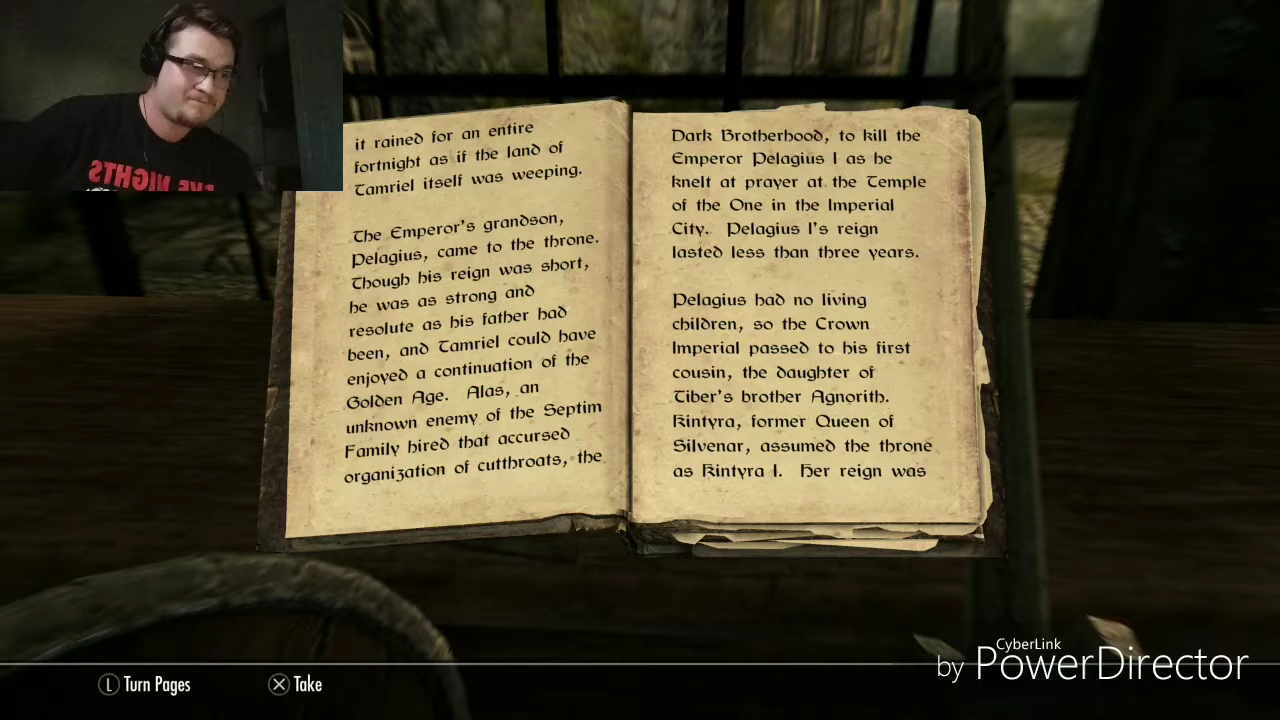 it rained for an entire
fortnight as if the land of
Tamriel itself was weeping.
The Emperor's grandson,
Pelagius, came to the throne.
Though his reign was short,
he was as strong and
resolute as his father had
been, and Tamriel could have
enjoyed a continuation of the
Golden Age. Alas, an
unknown enemy of the Septim
Family hired that accursed
organization of cutthroats, the
Dark Brotherhood, to kill the
Emperor Pelagius I as he
knelt at prayer at the Temple
of the One in the Imperial
City. Pelagius I's reign
lasted less than three years.
Pelagius had no living
children, so the Crown
Imperial passed to his first
cousin, the daughter of
Tiber's brother Agnorith.
Kintyra, former Queen of
Silvenar, assumed the throne
as Kintyra I. Her reign was
L Turn Pages
X Take
CyberLink
by PowerDirector